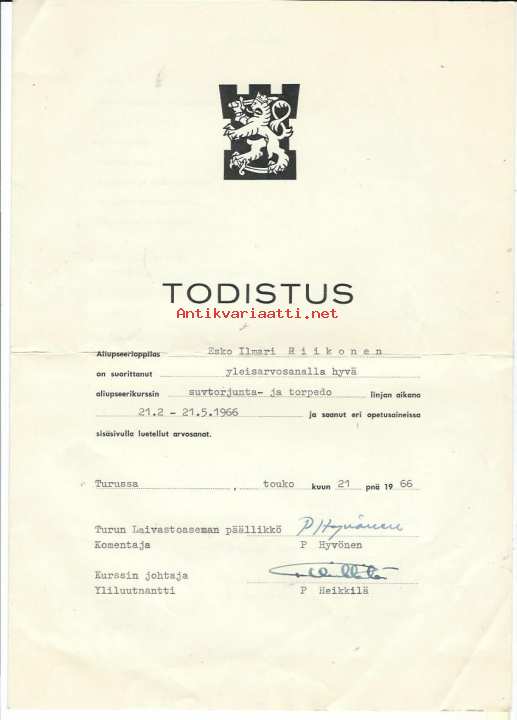 TODISTUS
Antikvariaatti.net
Aliupseerioppilas Esko Ilmari Riikonen
on suorittanut yleisarvosanalla hyvä
aliupseerikurssin suvtorjunta- ja torpedo linjan aikana
21.2 - 21.5.1966 ja saanut eri opetusaineissa
sisäsivulla luetellut arvosanat.
Turussa , touko kuun 21 pnä 1966
Turun Laivastoaseman päällikkö P Hyvönen
Komentaja P Hyvönen
Kurssin johtaja
Yliluutnantti P Heikkilä